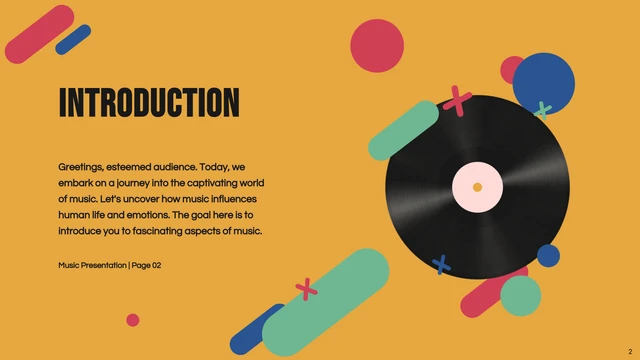 INTRODUCTION
Greetings, esteemed audience. Today, we
embark on a journey into the captivating world
of music. Let's uncover how music influences
human life and emotions. The goal here is to
introduce you to fascinating aspects of music.
Music Presentation | Page 02
2